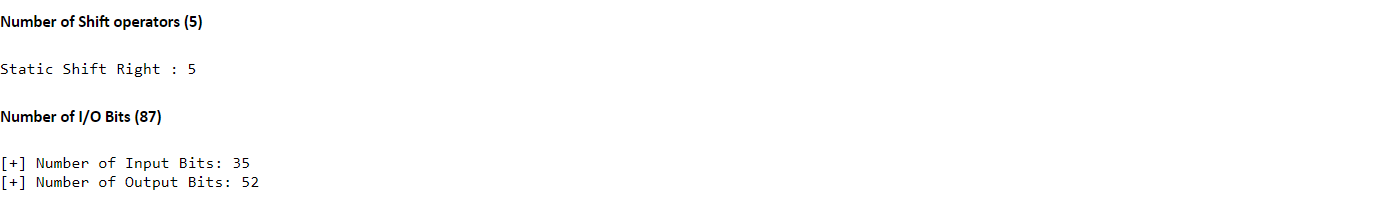 Number of Shift operators (5)
Static Shift Right : 5
Number of I/O Bits (87)
[+] Number of Input Bits: 35
[+] Number of Output Bits: 52